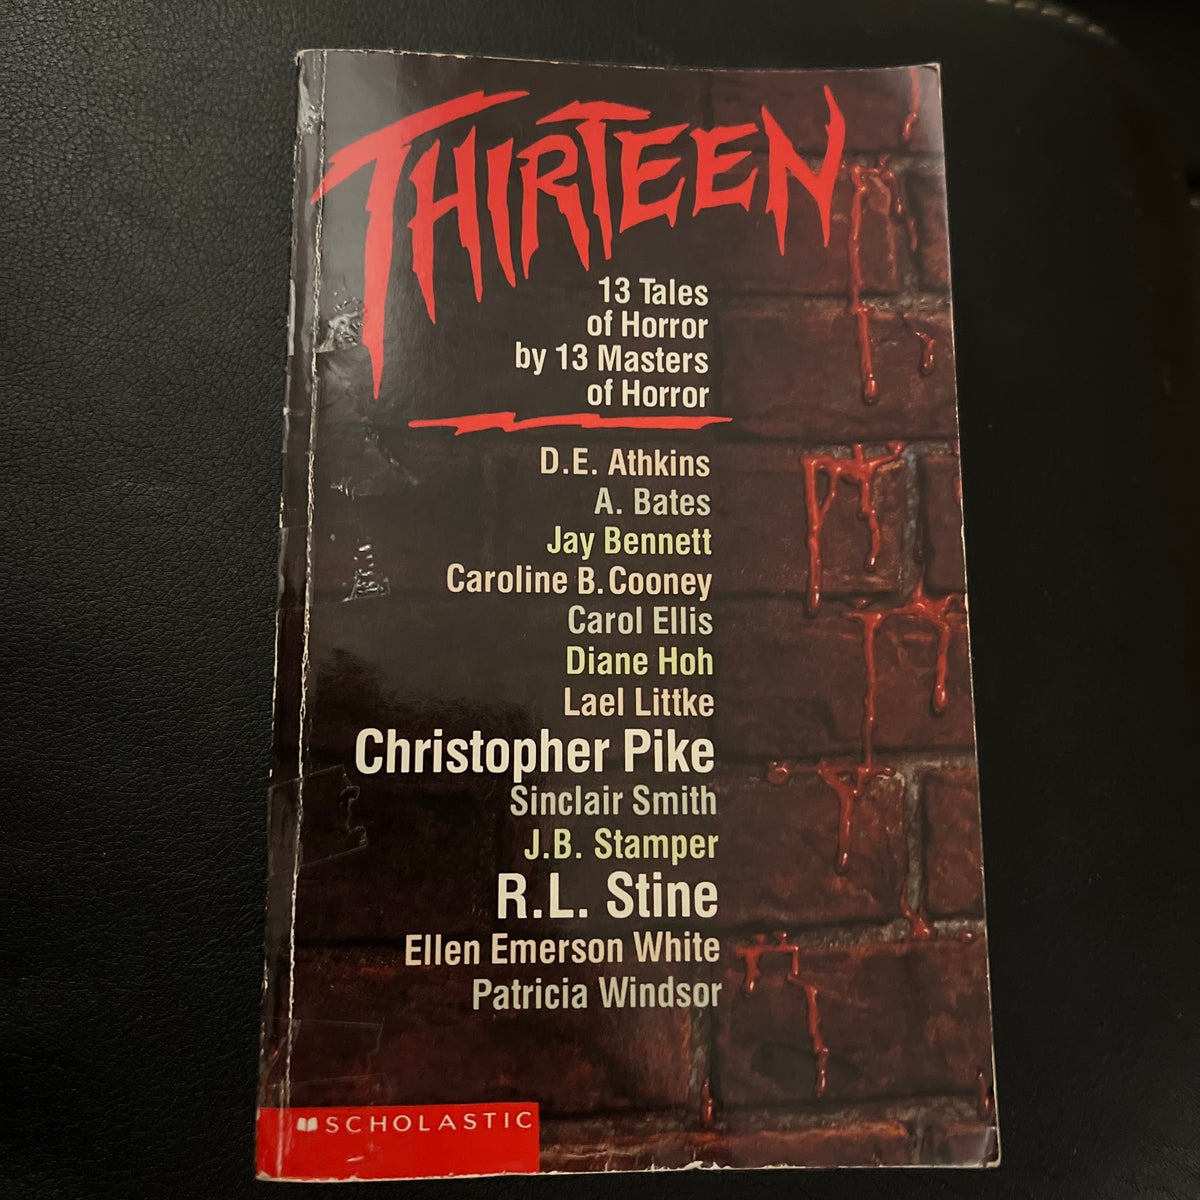 THIRTEEN
13 Tales
of Horror
by 13 Masters
of Horror
D.E. Athkins
A. Bates
Jay Bennett
Caroline B. Cooney
Carol Ellis
Diane Hoh
Lael Littke
Christopher Pike
Sinclair Smith
J.B. Stamper
R.L. Stine
Ellen Emerson White
Patricia Windsor
SCHOLASTIC